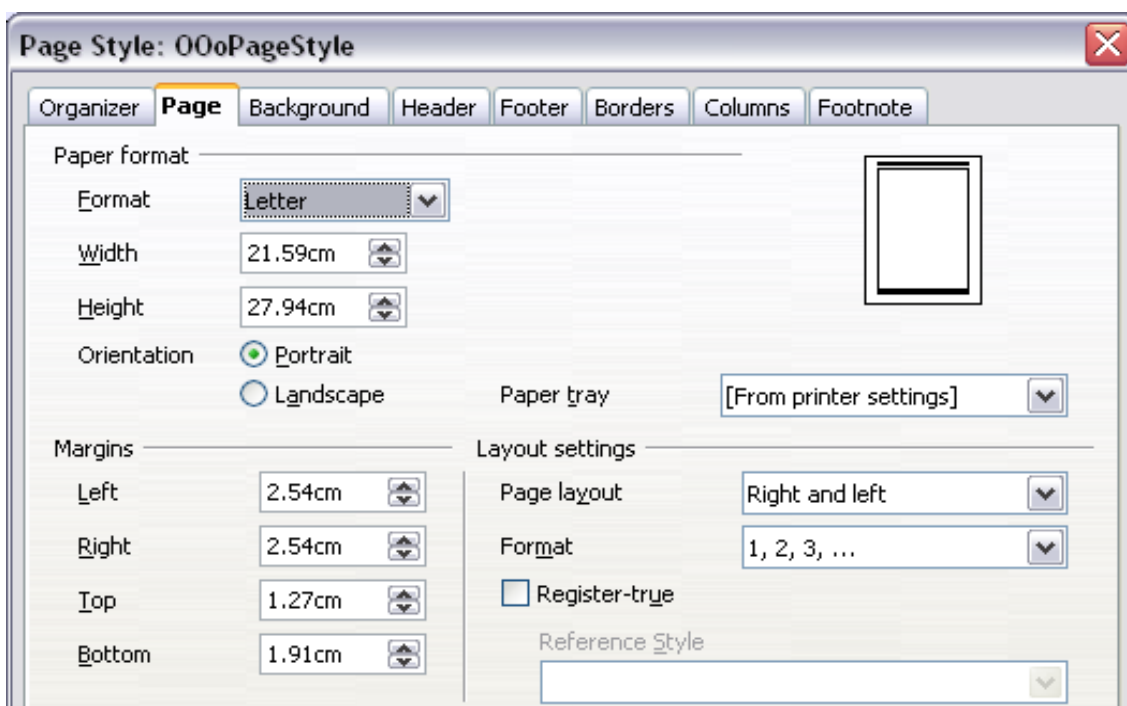 Page Style: OOoPageStyle
Organizer Page Background Header Footer Borders Columns Footnote
Paper format
Format Letter
Width 21.59cm
Height 27.94cm
Orientation Portrait
Landscape
Paper tray [From printer settings]
Margins
Left 2.54cm
Right 2.54cm
Top 1.27cm
Bottom 1.91cm
Layout settings
Page layout Right and left
Format 1, 2, 3, ...
Register-true
Reference Style